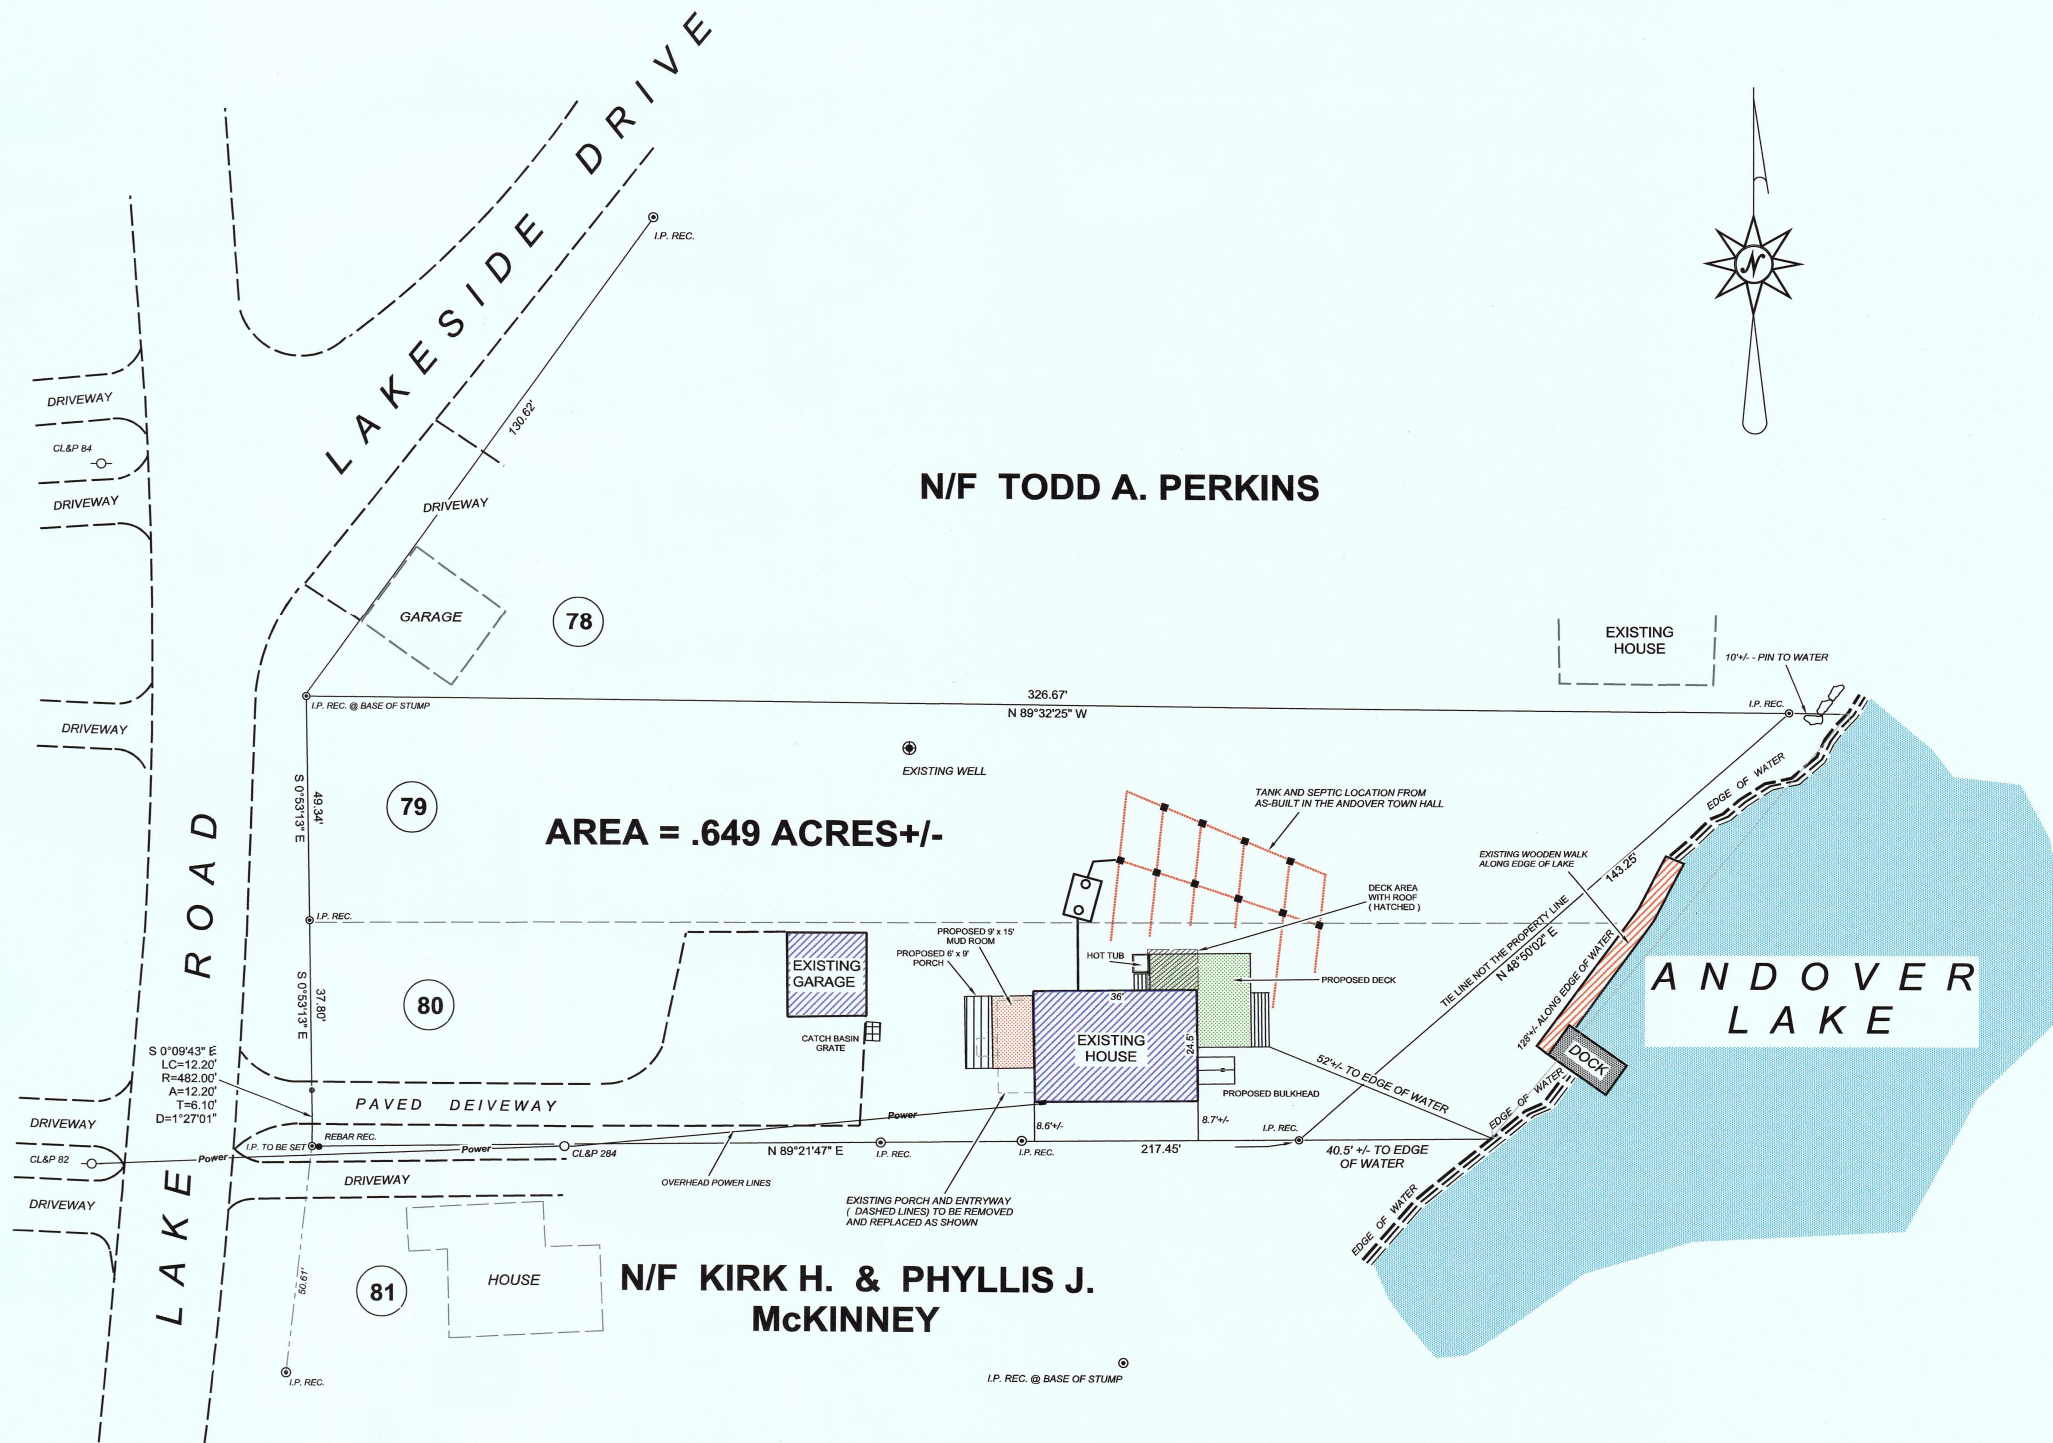 LAKESIDE DRIVE
I.P. REC.
N
DRIVEWAY
CL&P 84
DRIVEWAY
130.62'
DRIVEWAY
N/F TODD A. PERKINS
GARAGE
78
EXISTING
HOUSE
10'+/- - PIN TO WATER
I.P. REC.
326.67'
N 89°32'25" W
I.P. REC. @ BASE OF STUMP
DRIVEWAY
EXISTING WELL
EDGE OF WATER
S 0°53'13" E
49.34'
79
AREA = .649 ACRES+/-
TANK AND SEPTIC LOCATION FROM
AS-BUILT IN THE ANDOVER TOWN HALL
EXISTING WOODEN WALK
ALONG EDGE OF LAKE
143.25'
TIE LINE NOT THE PROPERTY LINE
N 48°50'02" E
DECK AREA
WITH ROOF
( HATCHED )
I.P. REC.
PROPOSED 9' x 15'
MUD ROOM
PROPOSED 6' x 9'
PORCH
HOT TUB
EXISTING
GARAGE
PROPOSED DECK
128'+/- ALONG EDGE OF WATER
ANDOVER
LAKE
S 0°53'13" E
37.80'
80
36'
EXISTING
HOUSE
24.5'
CATCH BASIN
GRATE
DOCK
S 0°09'43" E
LC=12.20'
R=482.00'
A=12.20'
T=6.10'
D=1°27'01"
52'+/- TO EDGE OF WATER
PROPOSED BULKHEAD
PAVED DEIVEWAY
EDGE OF WATER
DRIVEWAY
Power
8.6'+/-
8.7'+/-
I.P. REC.
I.P. TO BE SET
REBAR REC.
CL&P 82
Power
Power
CL&P 284
N 89°21'47" E
I.P. REC.
I.P. REC.
217.45'
40.5' +/- TO EDGE
OF WATER
DRIVEWAY
OVERHEAD POWER LINES
DRIVEWAY
EXISTING PORCH AND ENTRYWAY
( DASHED LINES) TO BE REMOVED
AND REPLACED AS SHOWN
EDGE OF WATER
LAKE ROAD
50.61'
81
HOUSE
N/F KIRK H. & PHYLLIS J.
McKINNEY
I.P. REC.
I.P. REC. @ BASE OF STUMP